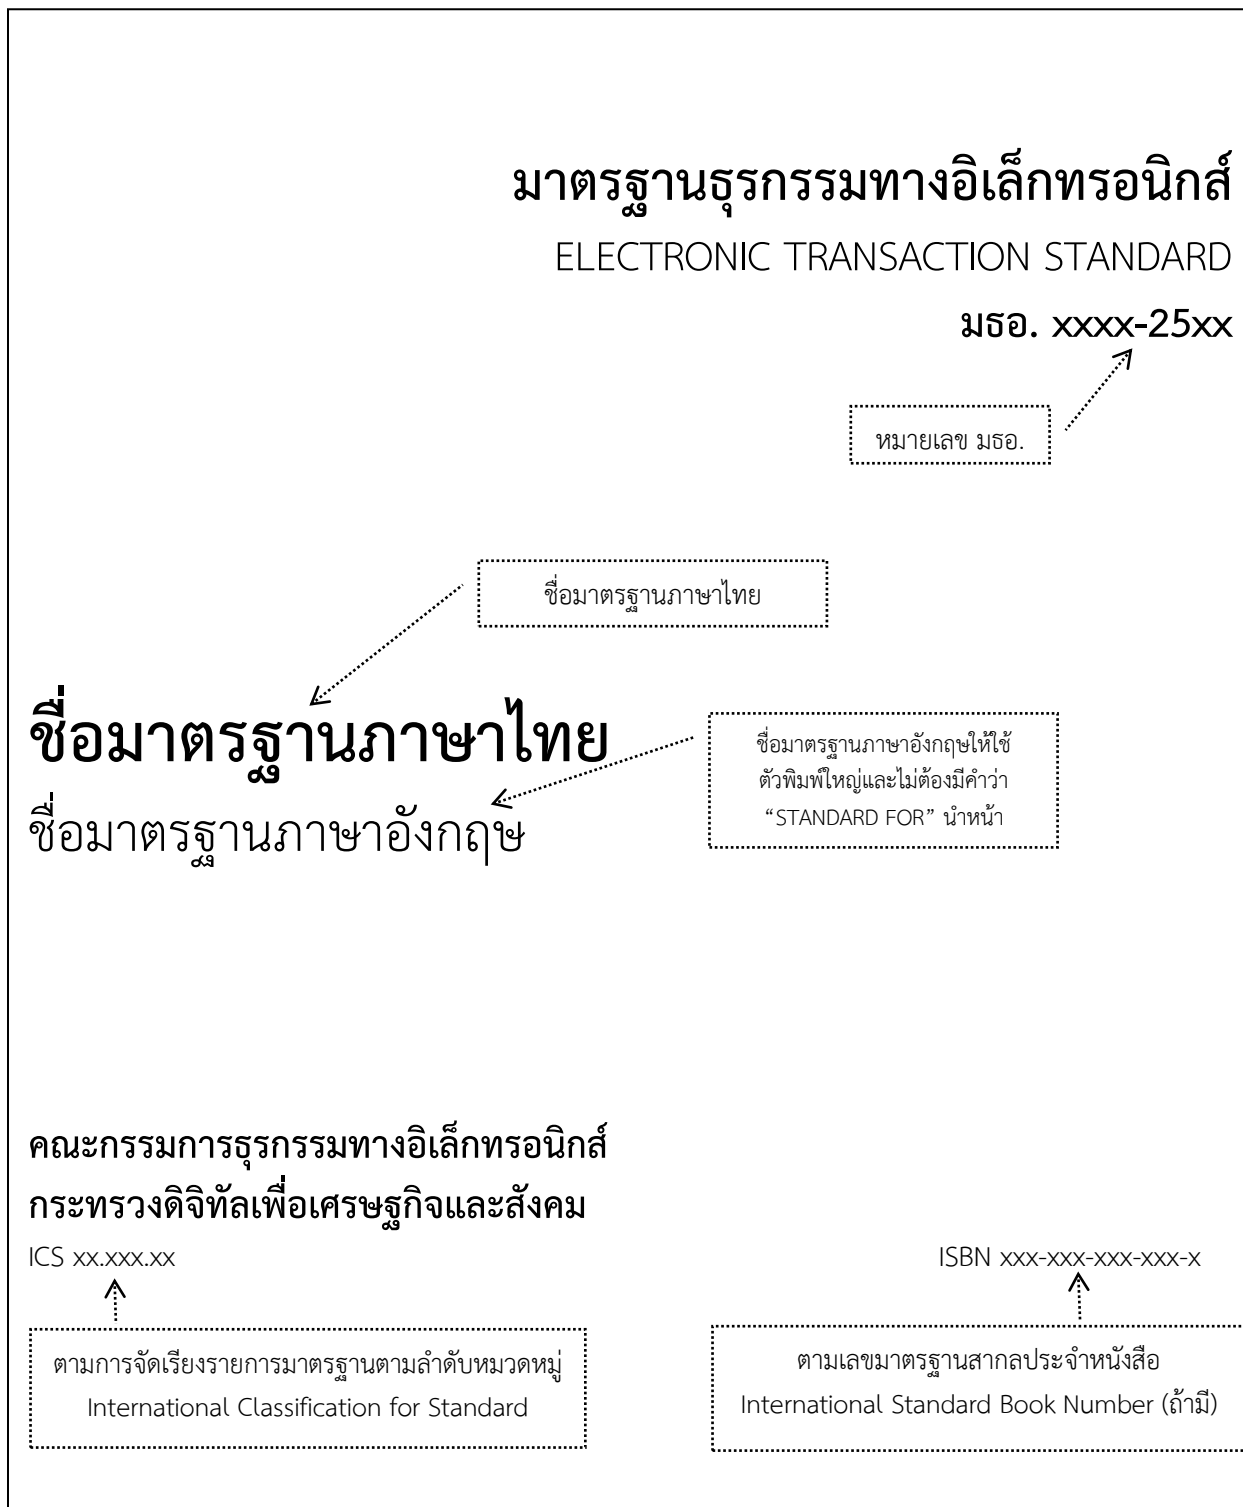 มาตรฐานธุรกรรมทางอิเล็กทรอนิกส์
ELECTRONIC TRANSACTION STANDARD
มธอ. xxxx-25xx
หมายเลข มธอ.
ชื่อมาตรฐานภาษาไทย
ชื่อมาตรฐานภาษาไทย
ชื่อมาตรฐานภาษาอังกฤษให้ใช้
ตัวพิมพ์ใหญ่และไม่ต้องมีคำว่า
“STANDARD FOR” นำหน้า
ชื่อมาตรฐานภาษาอังกฤษ
คณะกรรมการธุรกรรมทางอิเล็กทรอนิกส์
กระทรวงดิจิทัลเพื่อเศรษฐกิจและสังคม
ICS xx.xxx.xx
ISBN xxx-xxx-xxx-xxx-x
ตามการจัดเรียงรายการมาตรฐานตามลำดับหมวดหมู่
International Classification for Standard
ตามเลขมาตรฐานสากลประจำหนังสือ
International Standard Book Number (ถ้ามี)